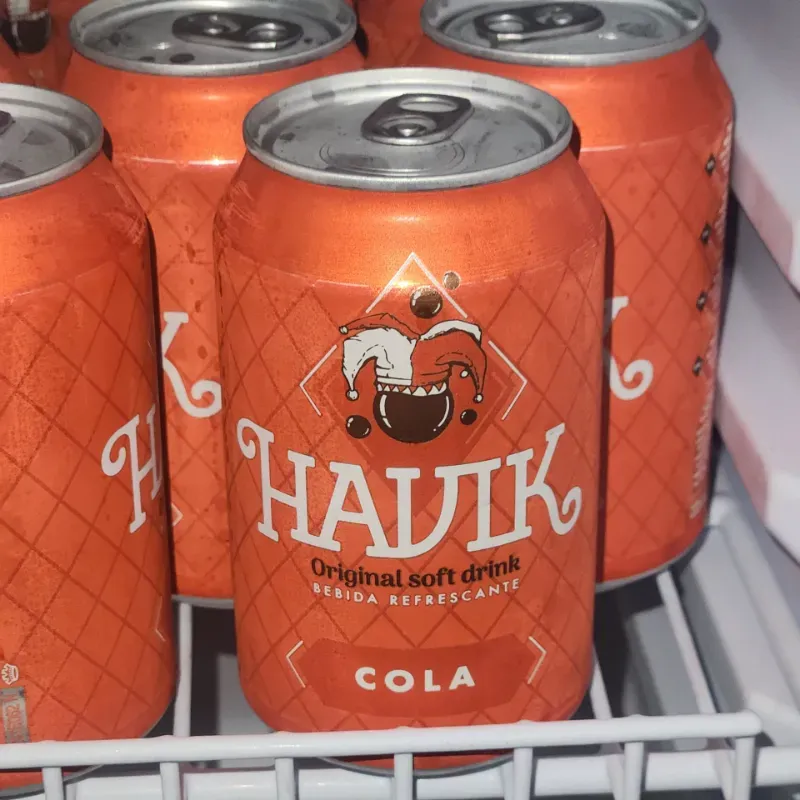 HAVIK
Original soft drink
BEBIDA REFRESCANTE
COLA
H
K
K